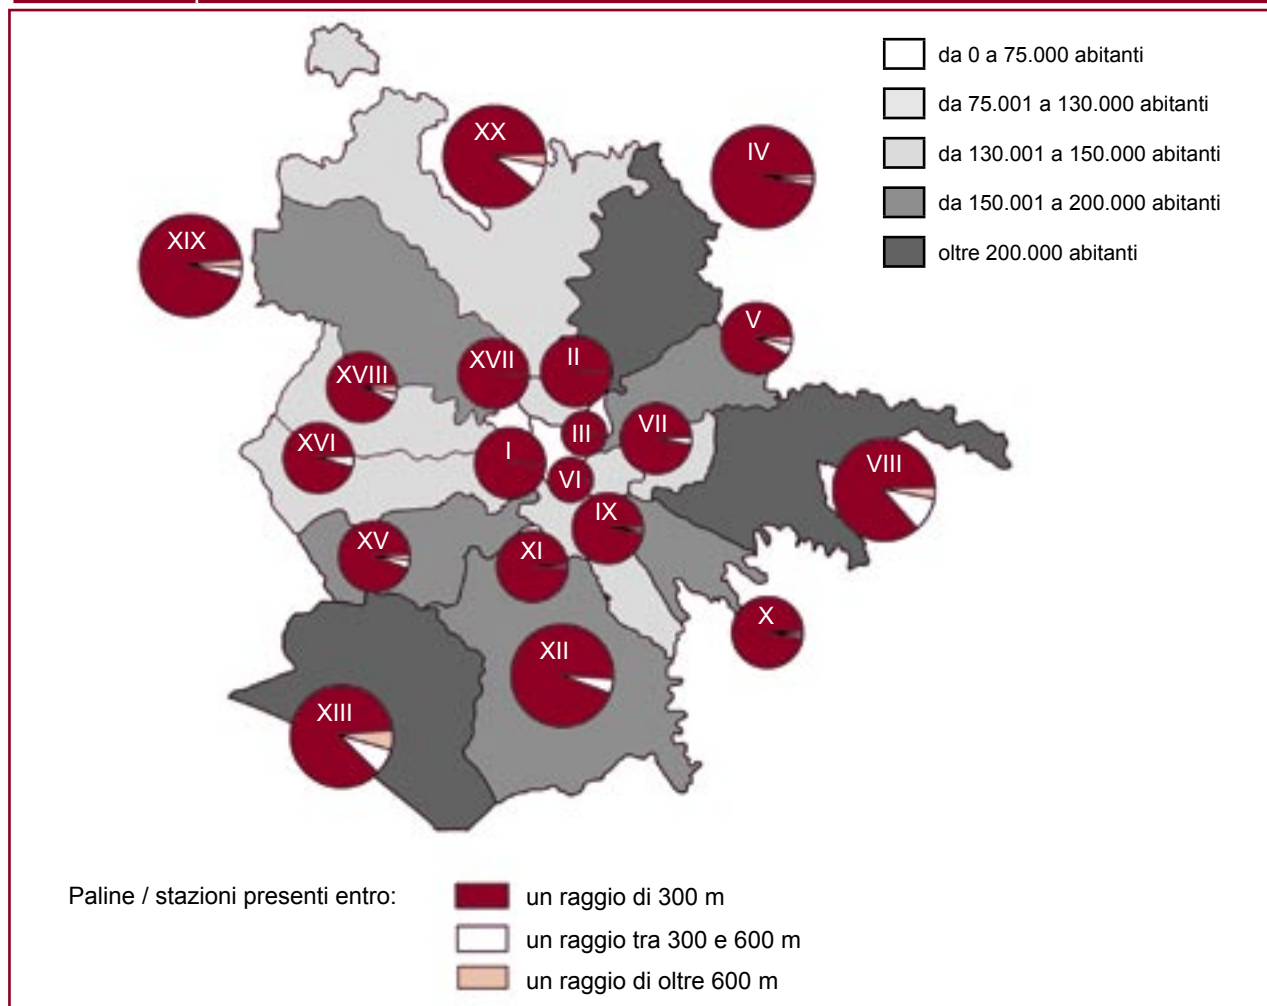 XX
IV
da 0 a 75.000 abitanti
da 75.001 a 130.000 abitanti
da 130.001 a 150.000 abitanti
da 150.001 a 200.000 abitanti
oltre 200.000 abitanti
XIX
V
XVIII
XVII
II
XVI
I
III
VII
VI
VIII
IX
XV
XI
X
XII
XIII
Paline / stazioni presenti entro:
un raggio di 300 m
un raggio tra 300 e 600 m
un raggio di oltre 600 m